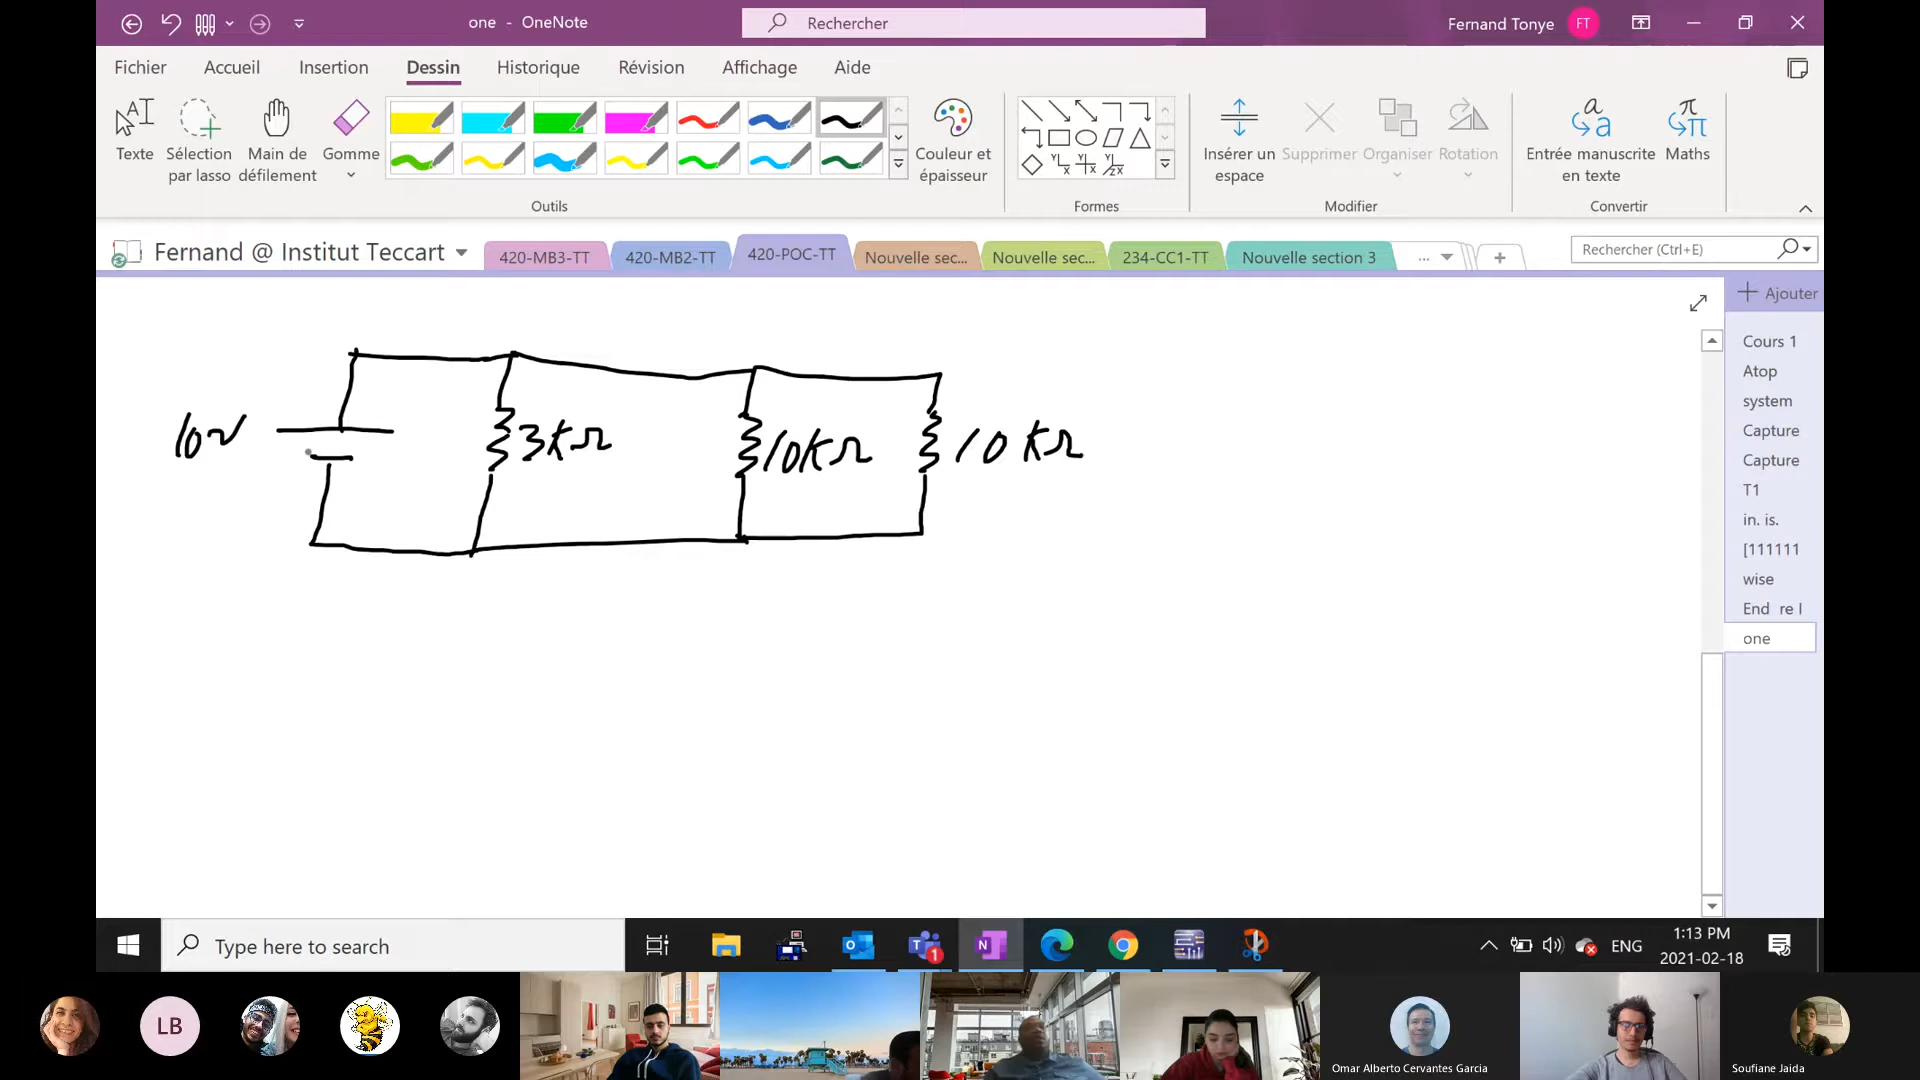 one - OneNote
Rechercher
Fernand Tonye
FT
Fichier
Accueil
Insertion
Dessin
Historique
Révision
Affichage
Aide
Texte
Sélection par lasso
Main de défilement
Gomme
Couleur et épaisseur
Insérer un espace
Supprimer
Organiser
Rotation
Entrée manuscrite en texte
Maths
Outils
Formes
Modifier
Convertir
Fernand @ Institut Teccart
420-MB3-TT
420-MB2-TT
420-POC-TT
Nouvelle sec...
Nouvelle sec...
234-CC1-TT
Nouvelle section 3
...
Rechercher (Ctrl+E)
Ajouter
Cours 1
Atop
system
Capture
Capture
T1
in. is.
[111111
wise
End re l
one
10V
3KΩ
10KΩ
10KΩ
Type here to search
1
ENG
1:13 PM
2021-02-18
LB
Omar Alberto Cervantes Garcia
Soufiane Jaida